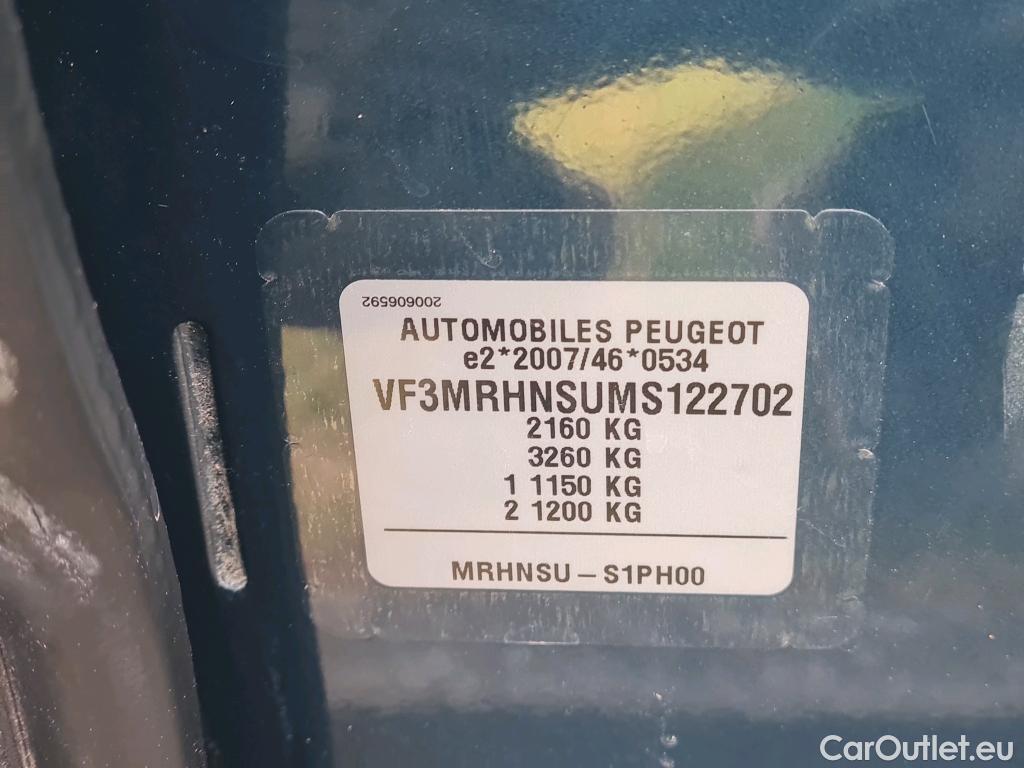 200606592
AUTOMOBILES PEUGEOT
e2*2007/46*0534
VF3MRHNSUMS122702
2160 KG
3260 KG
1 1150 KG
2 1200 KG
MRHNSU – S1PH00
CarOutlet.eu